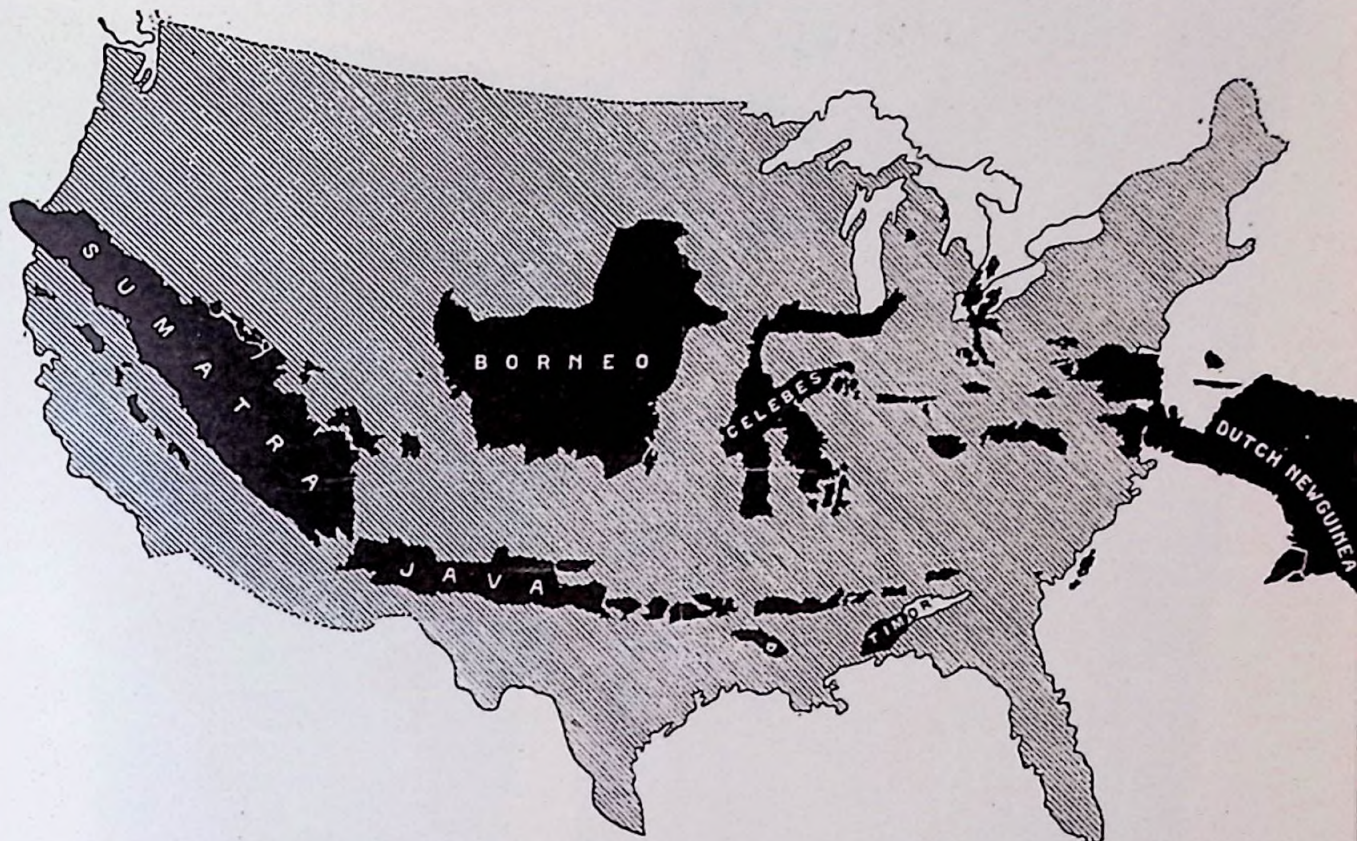 SUMATRA
BORNEO
CELEBES
DUTCH NEWGUINEA
JAVA
TIMOR